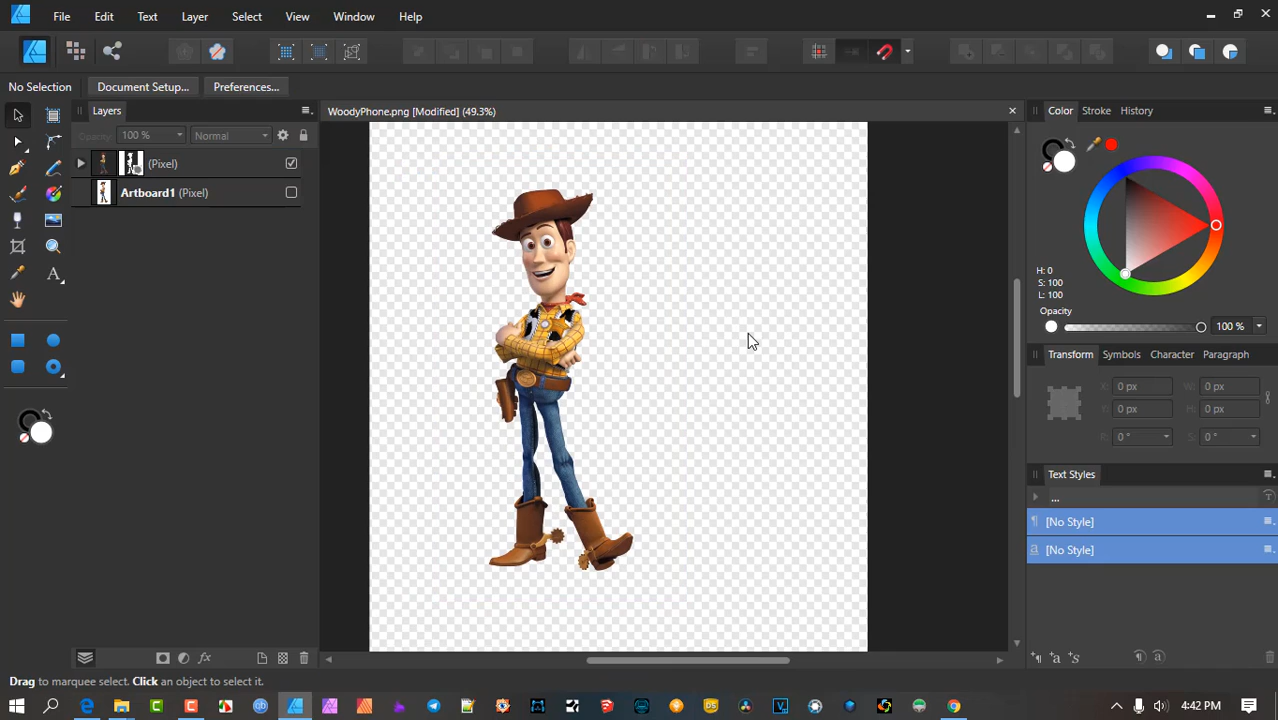 File Edit Text Layer Select View Window Help
No Selection Document Setup... Preferences...
Layers
WoodyPhone.png [Modified] (49.3%)
Color Stroke History
Opacity: 100 % Normal
(Pixel)
Artboard1 (Pixel)
H: 0
S: 100
L: 100
Opacity
100 %
Transform Symbols Character Paragraph
X: 0 px W: 0 px
Y: 0 px H: 0 px
R: 0 ° S: 0 °
Text Styles
...
[No Style]
a [No Style]
fx
¶ a s ¶ a
Drag to marquee select. Click an object to select it.
4:42 PM